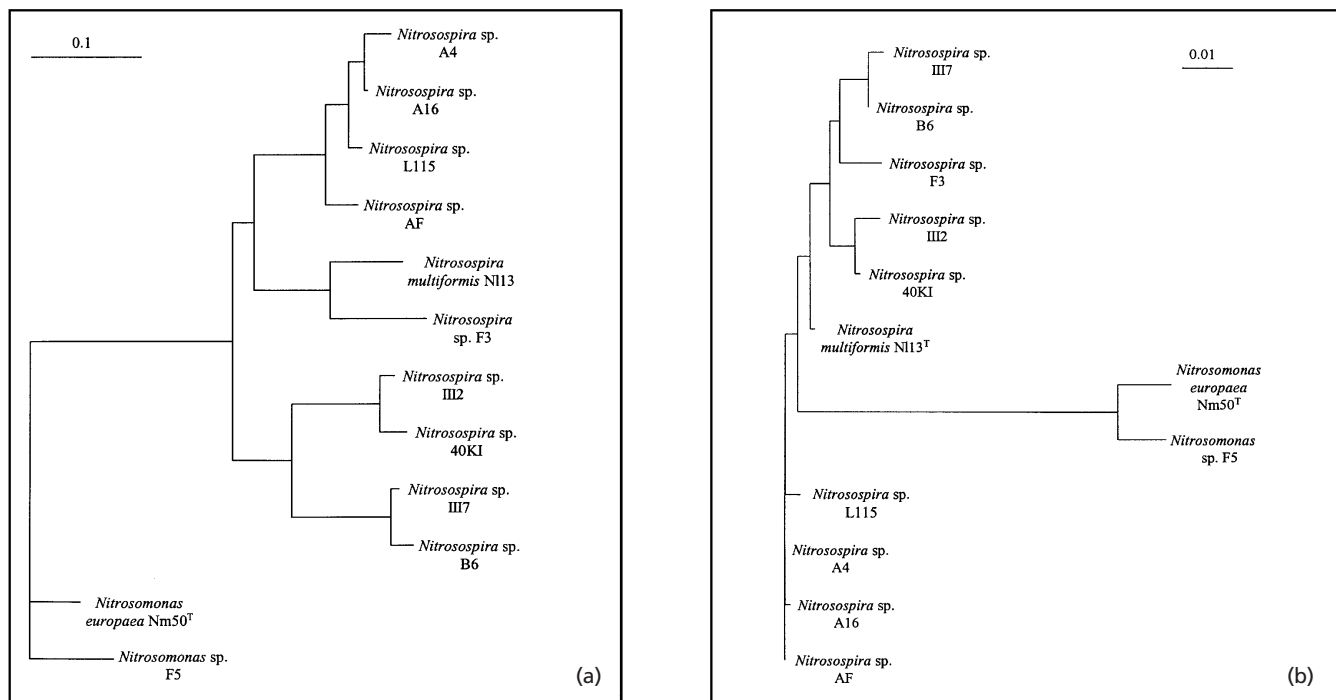 0.1
Nitrosospira sp.
A4
Nitrosospira sp.
A16
Nitrosospira sp.
L115
Nitrosospira sp.
AF
Nitrosospira
multiformis Nl13
Nitrosospira
sp. F3
Nitrosospira sp.
III2
Nitrosospira sp.
40KI
Nitrosospira sp.
III7
Nitrosospira sp.
B6
Nitrosomonas
europaea Nm50ᵀ
Nitrosomonas sp.
F5
(a)
0.01
Nitrosospira sp.
III7
Nitrosospira sp.
B6
Nitrosospira sp.
F3
Nitrosospira sp.
III2
Nitrosospira sp.
40KI
Nitrosospira
multiformis Nl13ᵀ
Nitrosomonas
europaea
Nm50ᵀ
Nitrosomonas
sp. F5
Nitrosospira sp.
L115
Nitrosospira sp.
A4
Nitrosospira sp.
A16
Nitrosospira sp.
AF
(b)